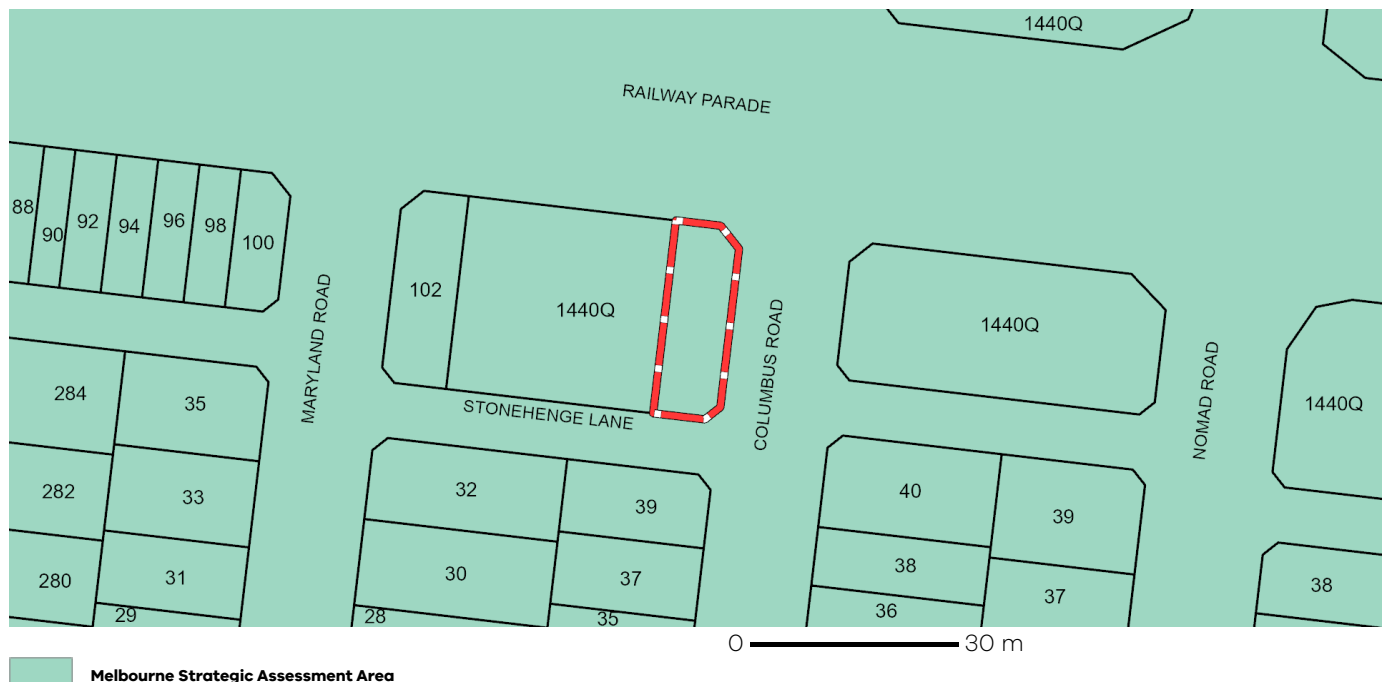 1440Q
RAILWAY PARADE
88
90
92
94
96
98
100
MARYLAND ROAD
102
1440Q
STONEHENGE LANE
COLUMBUS ROAD
1440Q
NOMAD ROAD
1440Q
284
35
282
33
280
31
29
32
39
30
37
28
35
40
39
38
37
36
38
0 30 m
Melbourne Strategic Assessment Area